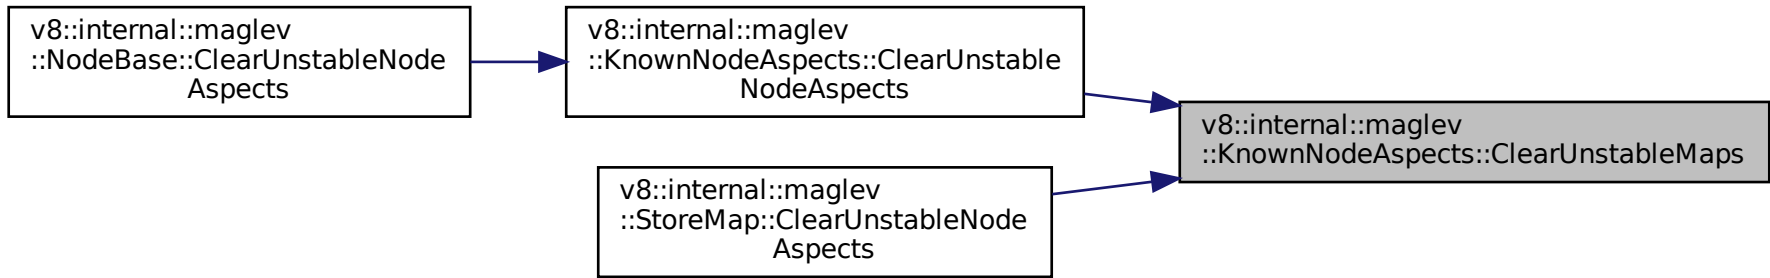 v8::internal::maglev
::NodeBase::ClearUnstableNode
Aspects
v8::internal::maglev
::KnownNodeAspects::ClearUnstable
NodeAspects
v8::internal::maglev
::KnownNodeAspects::ClearUnstableMaps
v8::internal::maglev
::StoreMap::ClearUnstableNode
Aspects